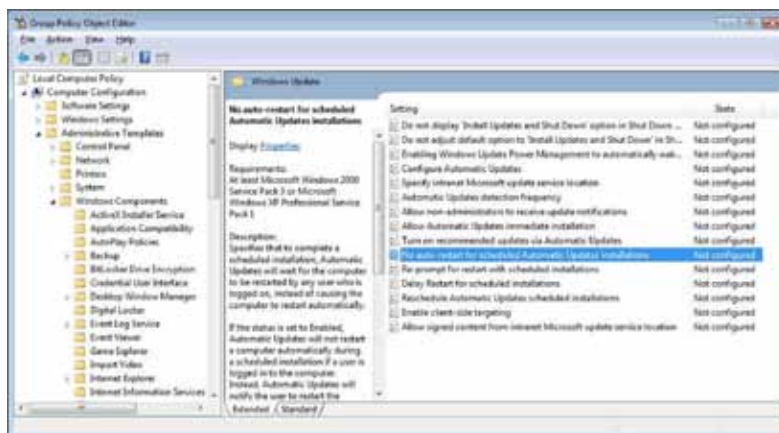 Group Policy Object Editor
File Action View Help
Local Computer Policy
Computer Configuration
Software Settings
Windows Settings
Administrative Templates
Control Panel
Network
Printers
System
Windows Components
ActiveX Installer Service
Application Compatibility
AutoPlay Policies
Backup
BitLocker Drive Encryption
Credential User Interface
Desktop Window Manager
Digital Locker
Event Log Service
Event Viewer
Game Explorer
Import Video
Internet Explorer
Internet Information Services
Windows Update
No auto-restart for scheduled
Automatic Updates installations
Display Properties
Requirements:
At least Microsoft Windows 2000
Service Pack 3 or Microsoft
Windows XP Professional Service
Pack 1
Description:
Specifies that to complete a
scheduled installation, Automatic
Updates will wait for the computer
to be restarted by any user who is
logged on, instead of causing the
computer to restart automatically.
If the status is set to Enabled,
Automatic Updates will not restart
a computer automatically during
a scheduled installation if a user is
logged in to the computer.
Instead, Automatic Updates will
notify the user to restart the
Setting State
Do not display 'Install Updates and Shut Down' option in Shut Down ... Not configured
Do not adjust default option to 'Install Updates and Shut Down' in Sh... Not configured
Enabling Windows Update Power Management to automatically wak... Not configured
Configure Automatic Updates Not configured
Specify intranet Microsoft update service location Not configured
Automatic Updates detection frequency Not configured
Allow non-administrators to receive update notifications Not configured
Allow Automatic Updates immediate installation Not configured
Turn on recommended updates via Automatic Updates Not configured
No auto-restart for scheduled Automatic Updates installations Not configured
Re-prompt for restart with scheduled installations Not configured
Delay Restart for scheduled installations Not configured
Reschedule Automatic Updates scheduled installations Not configured
Enable client-side targeting Not configured
Allow signed content from intranet Microsoft update service location Not configured
Extended Standard